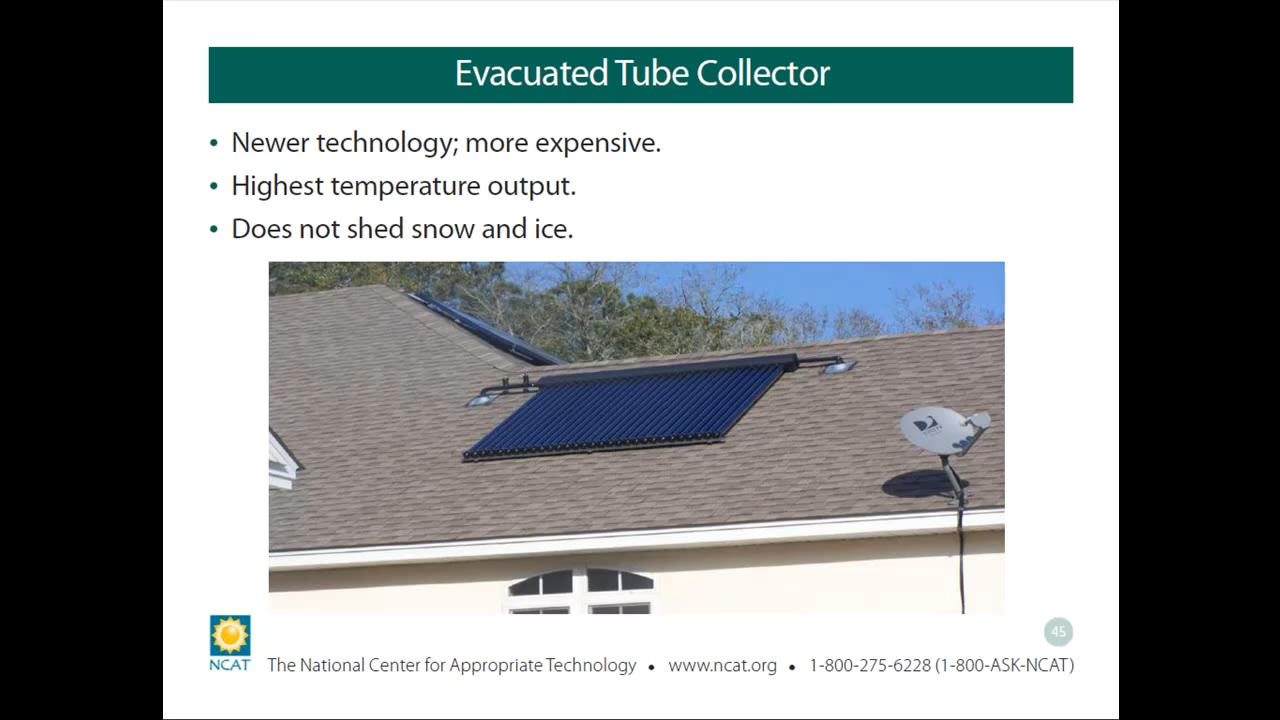 Evacuated Tube Collector
• Newer technology; more expensive.
• Highest temperature output.
• Does not shed snow and ice.
45
NCAT
The National Center for Appropriate Technology • www.ncat.org • 1-800-275-6228 (1-800-ASK-NCAT)